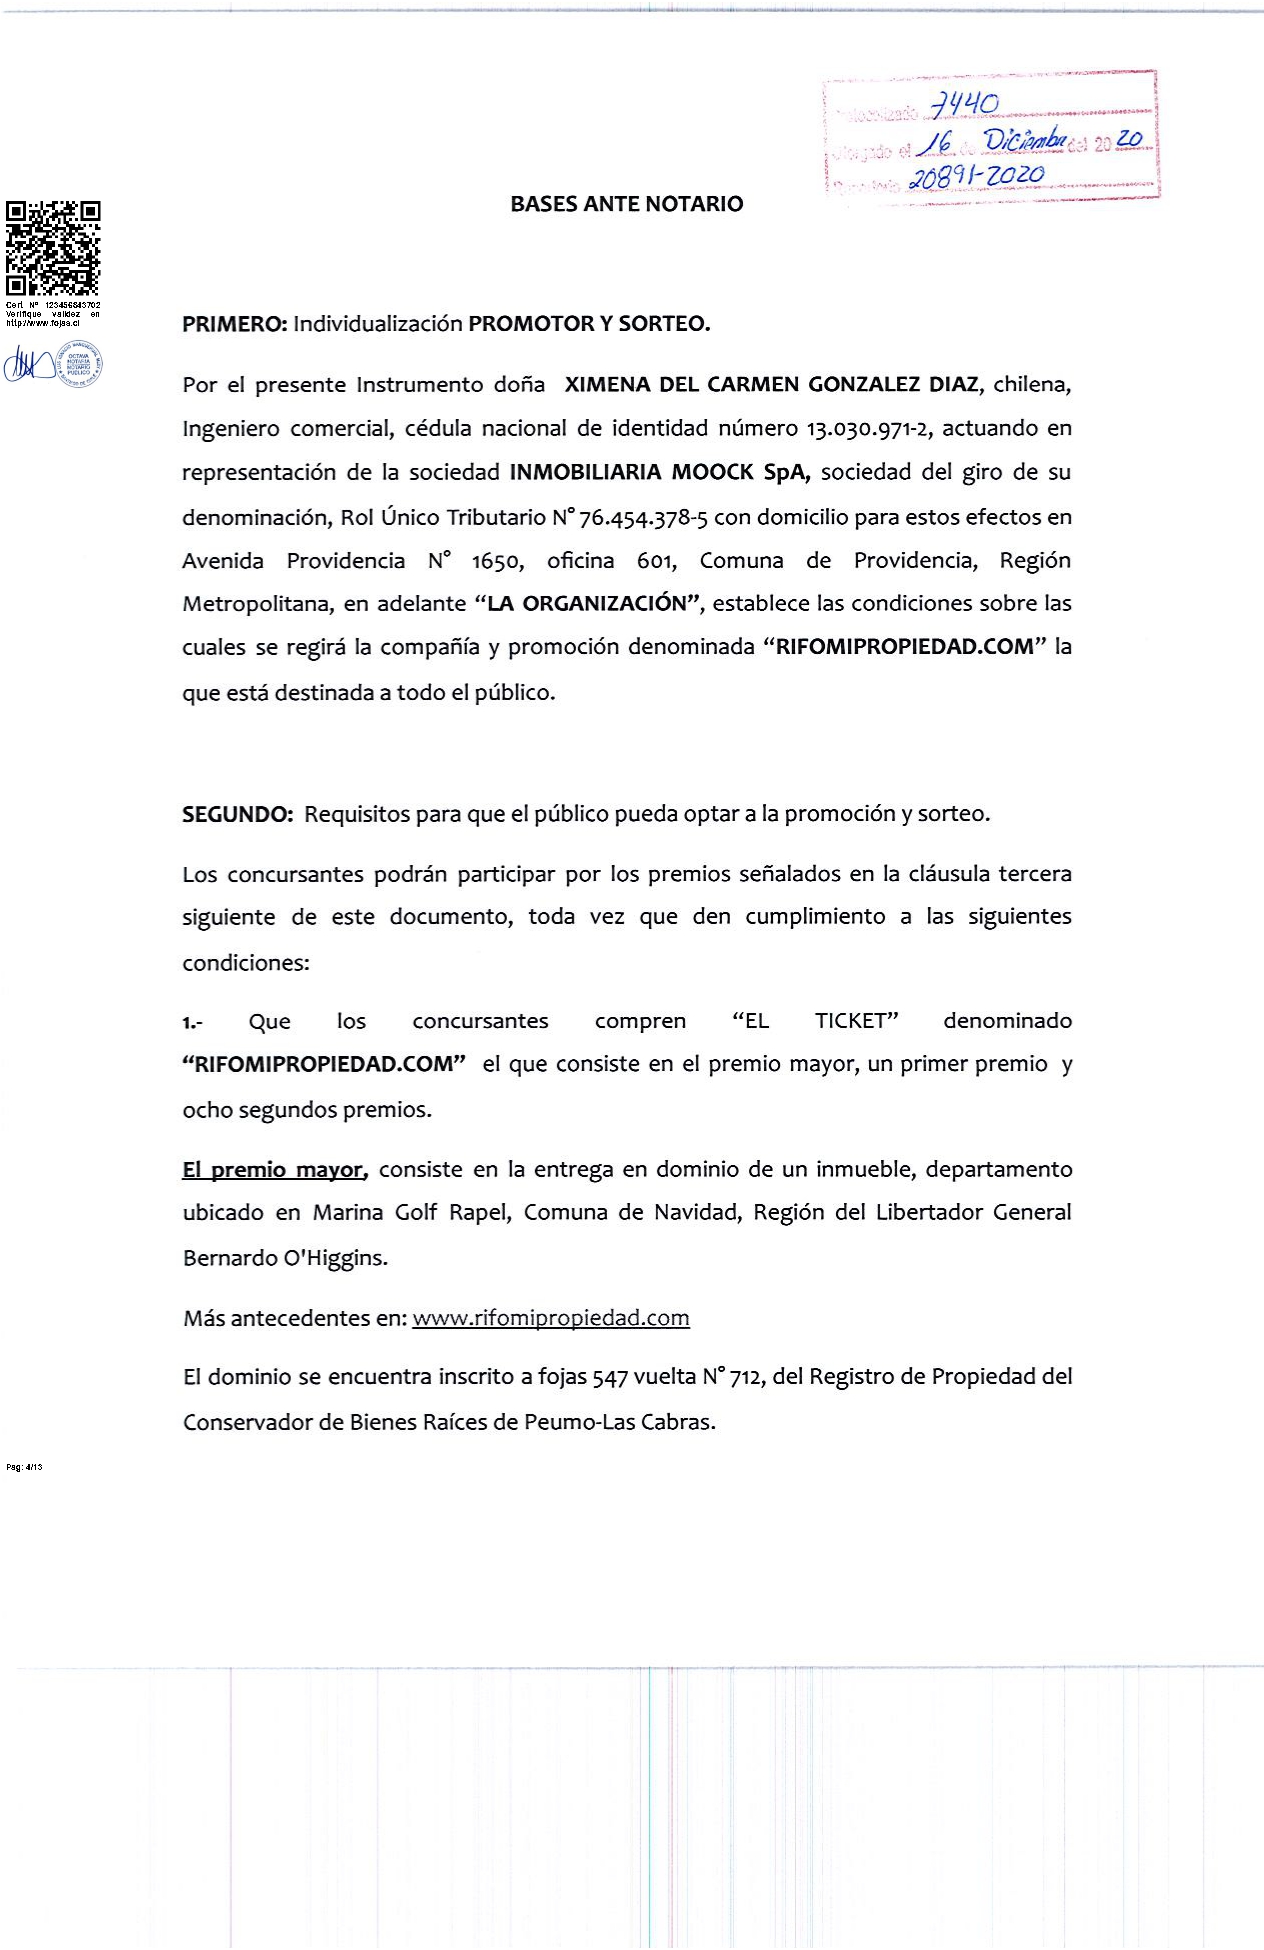 Protocolizado 7440
Otorgado el 16 de Diciembre del 2020
Repertorio 20891-2020
BASES ANTE NOTARIO
Cert. Nº 123456843702
Verifique validez en
http://www.fojas.cl
OCTAVA
NOTARIA
NOTARIO
PUBLICO
PRIMERO: Individualización PROMOTOR Y SORTEO.
Por el presente Instrumento doña XIMENA DEL CARMEN GONZALEZ DIAZ, chilena,
Ingeniero comercial, cédula nacional de identidad número 13.030.971-2, actuando en
representación de la sociedad INMOBILIARIA MOOCK SpA, sociedad del giro de su
denominación, Rol Único Tributario N° 76.454.378-5 con domicilio para estos efectos en
Avenida Providencia N° 1650, oficina 601, Comuna de Providencia, Región
Metropolitana, en adelante “LA ORGANIZACIÓN”, establece las condiciones sobre las
cuales se regirá la compañía y promoción denominada “RIFOMIPROPIEDAD.COM” la
que está destinada a todo el público.
SEGUNDO: Requisitos para que el público pueda optar a la promoción y sorteo.
Los concursantes podrán participar por los premios señalados en la cláusula tercera
siguiente de este documento, toda vez que den cumplimiento a las siguientes
condiciones:
1.- Que los concursantes compren “EL TICKET” denominado
“RIFOMIPROPIEDAD.COM” el que consiste en el premio mayor, un primer premio y
ocho segundos premios.
El premio mayor, consiste en la entrega en dominio de un inmueble, departamento
ubicado en Marina Golf Rapel, Comuna de Navidad, Región del Libertador General
Bernardo O'Higgins.
Más antecedentes en: www.rifomipropiedad.com
El dominio se encuentra inscrito a fojas 547 vuelta N° 712, del Registro de Propiedad del
Conservador de Bienes Raíces de Peumo-Las Cabras.
Pag: 4/13